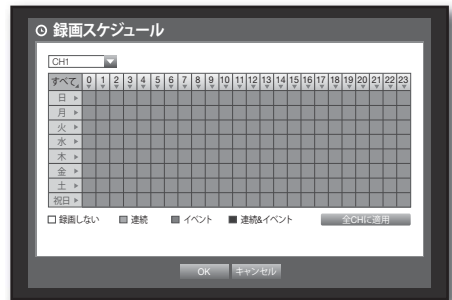 録画スケジュール
CH1
すべて 0 1 2 3 4 5 6 7 8 9 10 11 12 13 14 15 16 17 18 19 20 21 22 23
日
月
火
水
木
金
土
祝日
録画しない 連続 イベント 連続&イベント 全CHに適用
OK キャンセル